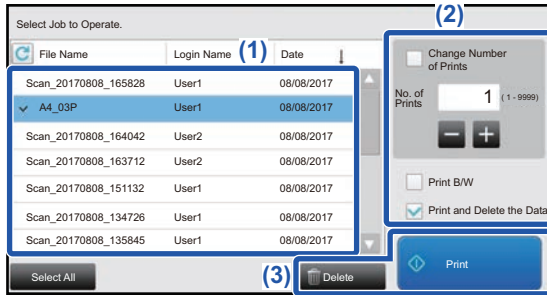 Select Job to Operate.
(2)
File Name Login Name (1) Date
Change Number
of Prints
Scan_20170808_165828 User1 08/08/2017
A4_03P User1 08/08/2017
No. of
Prints
1 (1 - 9999)
Scan_20170808_164042 User2 08/08/2017
Scan_20170808_163712 User2 08/08/2017
Scan_20170808_151132 User1 08/08/2017
Print B/W
Scan_20170808_134726 User1 08/08/2017
Print and Delete the Data
Scan_20170808_135845 User1 08/08/2017
Select All (3) Delete Print